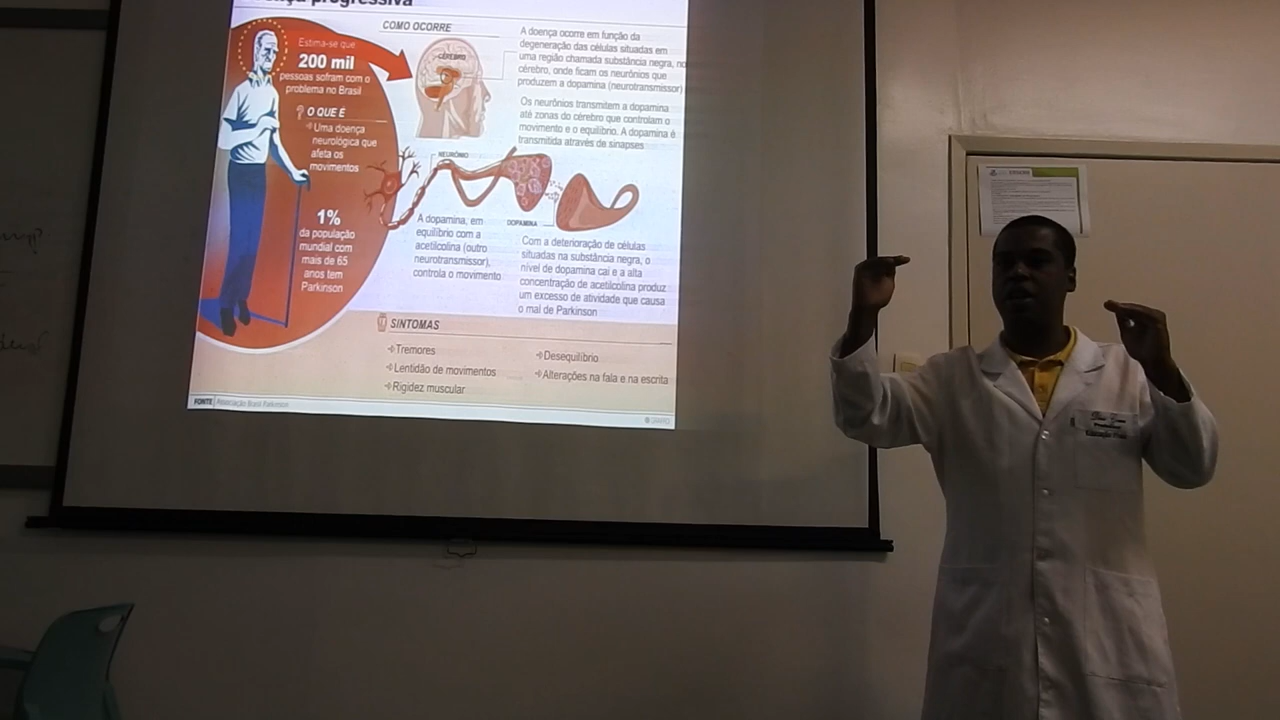 progressiva
Estima-se que
200 mil
pessoas sofram com o
problema no Brasil
O QUE É
Uma doença
neurológica que
afeta os
movimentos
1%
da população
mundial com
mais de 65
anos tem
Parkinson
COMO OCORRE
CÉREBRO
A doença ocorre em função da
degeneração das células situadas em
uma região chamada substância negra, no
cérebro, onde ficam os neurônios que
produzem a dopamina (neurotransmissor)
Os neurônios transmitem a dopamina
até zonas do cérebro que controlam o
movimento e o equilíbrio. A dopamina é
transmitida através de sinapses
NEURÔNIO
DOPAMINA
A dopamina, em
equilíbrio com a
acetilcolina (outro
neurotransmissor),
controla o movimento
Com a deterioração de células
situadas na substância negra, o
nível de dopamina cai e a alta
concentração de acetilcolina produz
um excesso de atividade que causa
o mal de Parkinson
SINTOMAS
Tremores
Lentidão de movimentos
Rigidez muscular
Desequilíbrio
Alterações na fala e na escrita
FONTE Associação Brasil Parkinson